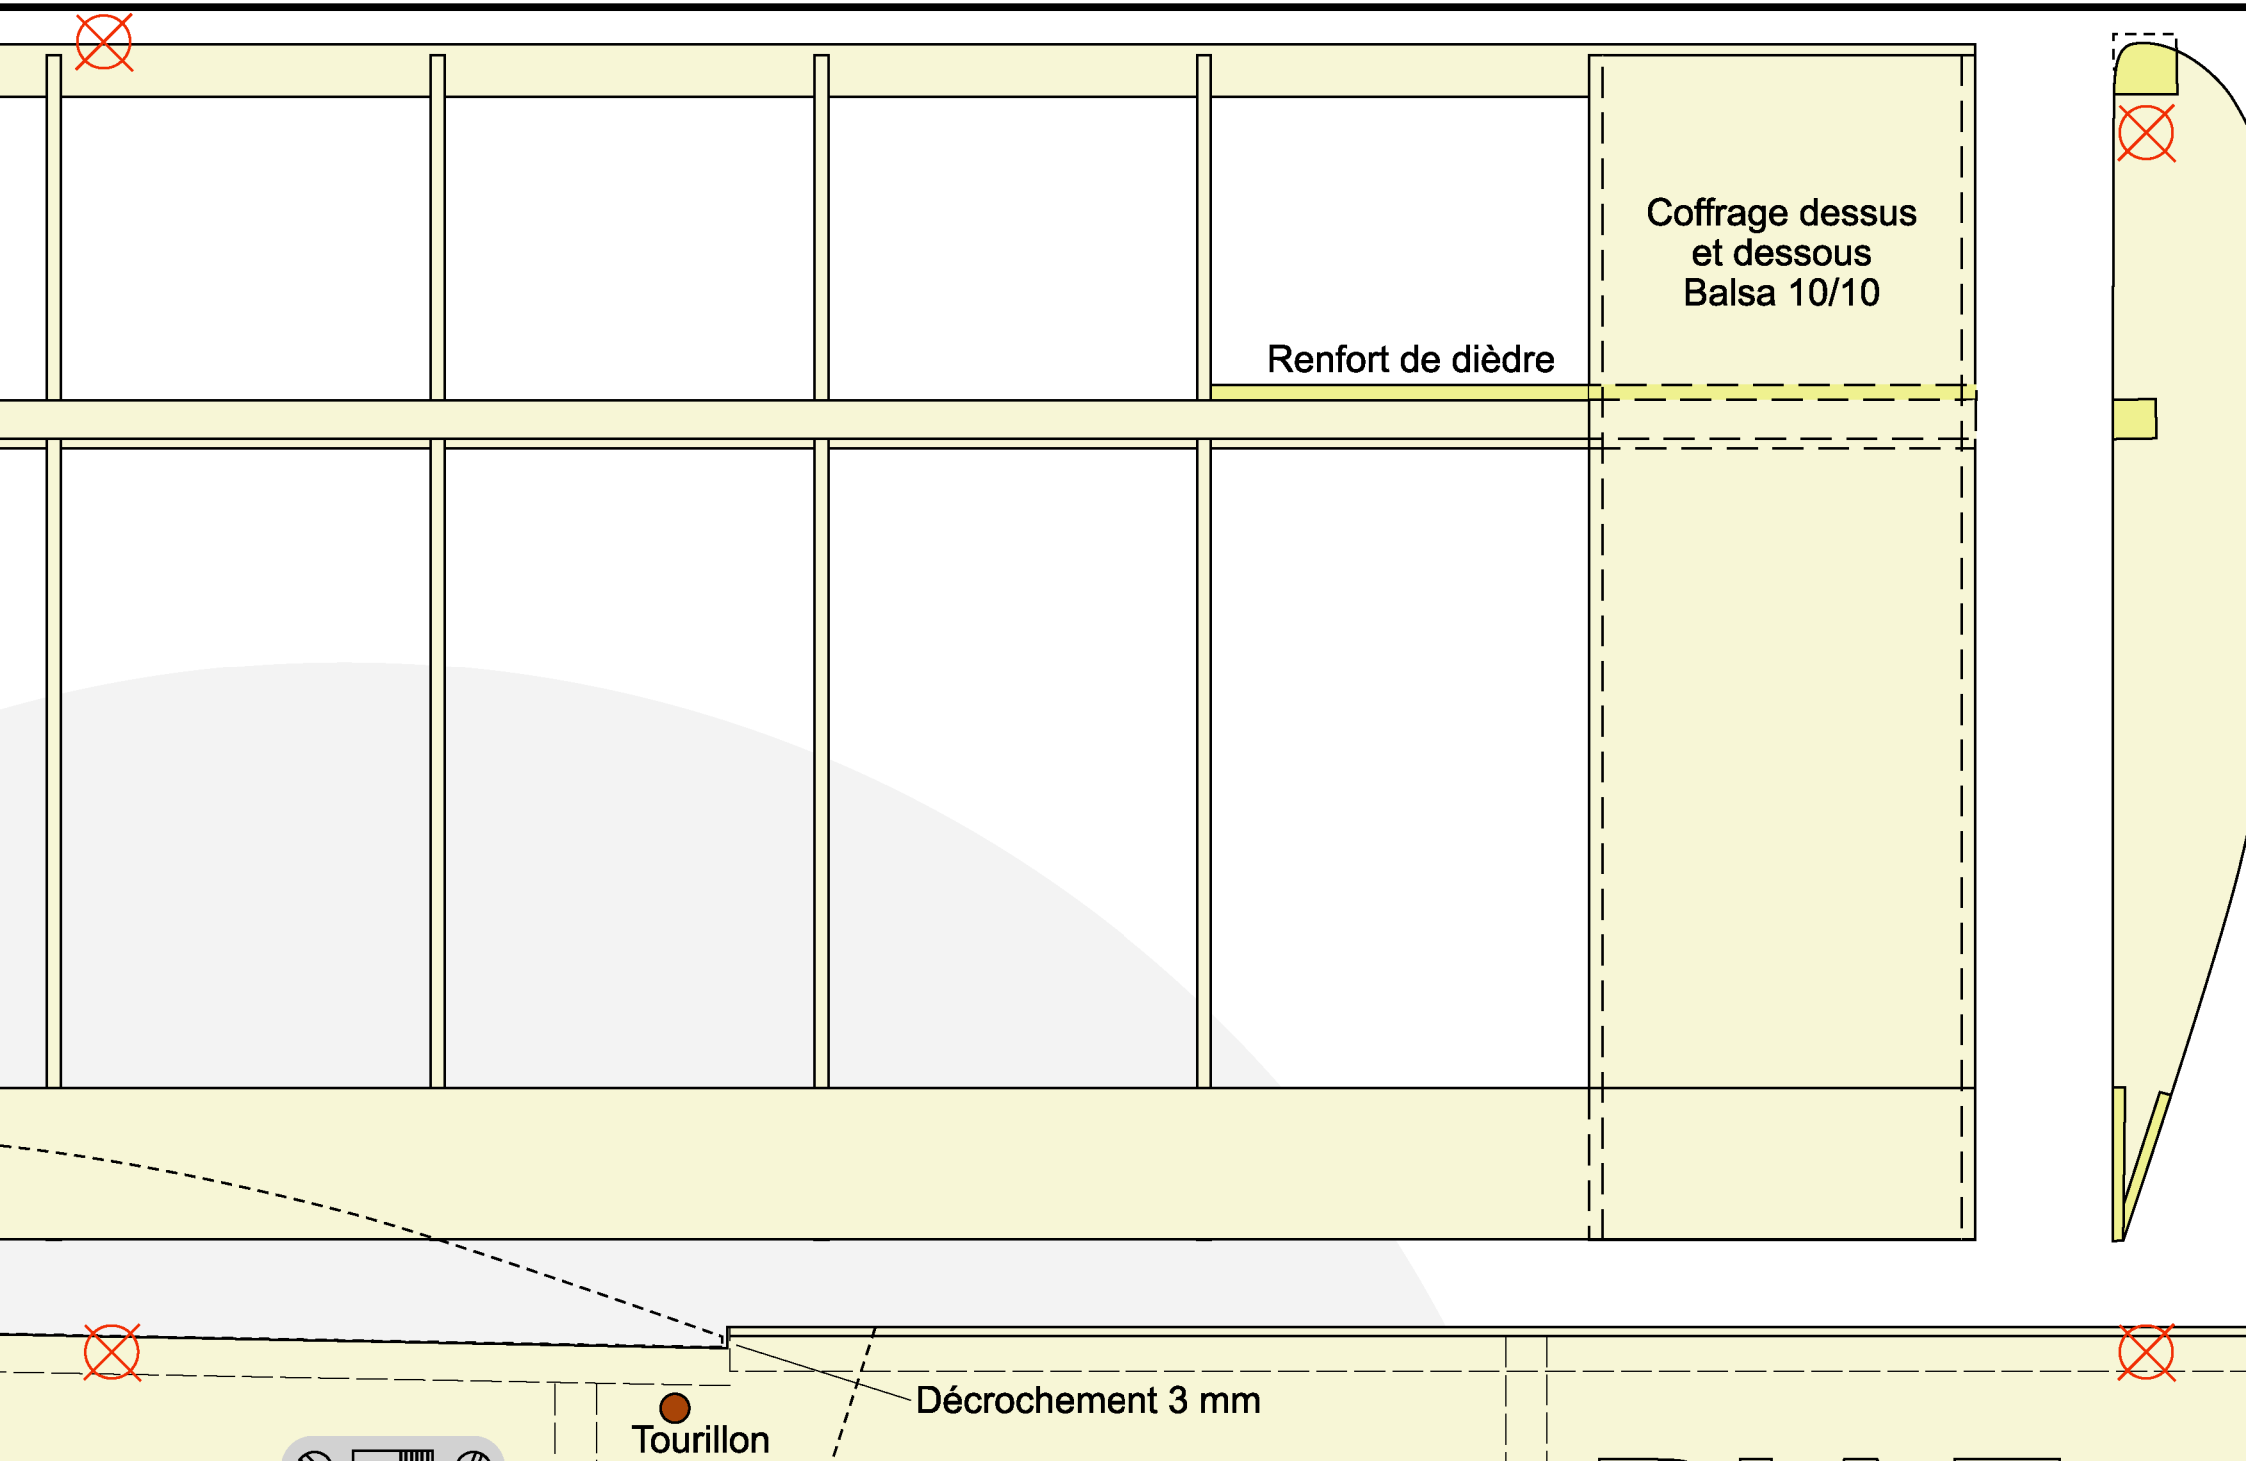 Coffrage dessus
et dessous
Balsa 10/10
Renfort de dièdre
Décrochement 3 mm
Tourillon